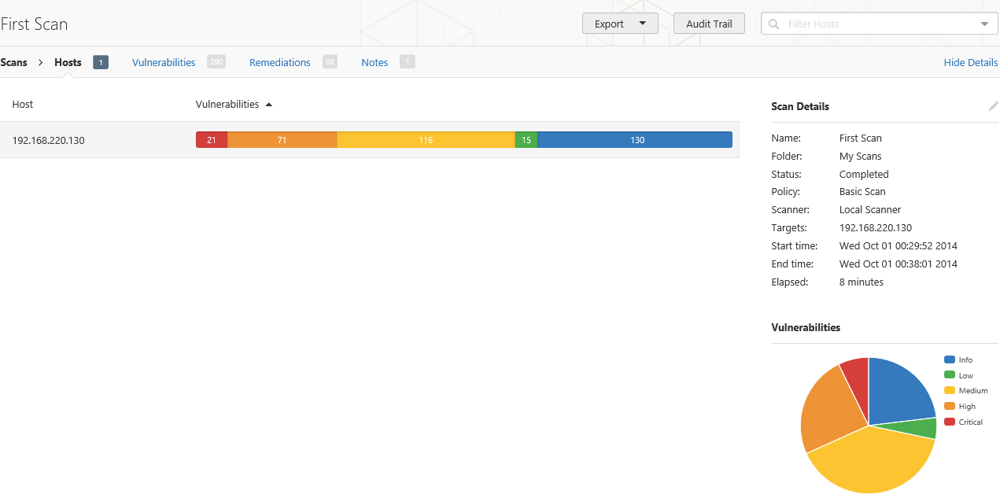 First Scan
Export
Audit Trail
Filter Hosts
Scans > Hosts 1 Vulnerabilities 290 Remediations 68 Notes 1 Hide Details
Host Vulnerabilities
192.168.220.130 21 71 116 15 130
Scan Details
Name: First Scan
Folder: My Scans
Status: Completed
Policy: Basic Scan
Scanner: Local Scanner
Targets: 192.168.220.130
Start time: Wed Oct 01 00:29:52 2014
End time: Wed Oct 01 00:38:01 2014
Elapsed: 8 minutes
Vulnerabilities
Info
Low
Medium
High
Critical